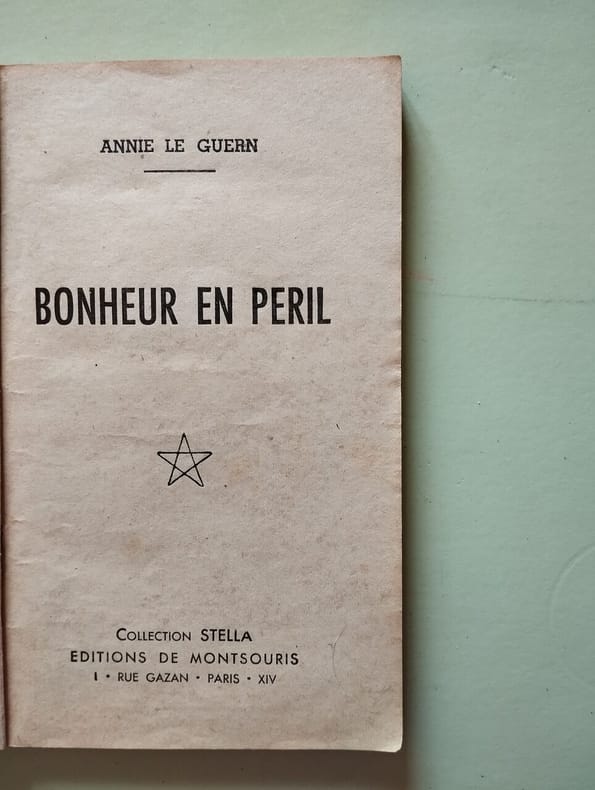 ANNIE LE GUERN
BONHEUR EN PERIL
COLLECTION STELLA
EDITIONS DE MONTSOURIS
1 • RUE GAZAN • PARIS • XIV